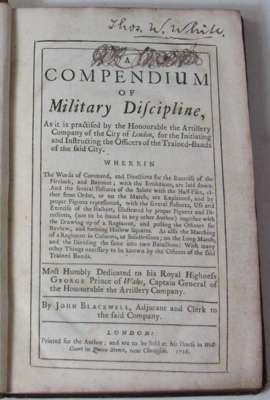 Thos. W. White.
A
COMPENDIUM
OF
Military Discipline,
As it is practised by the Honourable the Artillery
Company of the City of London, for the Initiating
and Instructing the Officers of the Trained-Bands
of the said City.
WHEREIN
The Words of Command, and Directions for the Exercise of the
Firelock, and Bayonet; with the Evolutions, are laid down.
And the several Postures of the Salute with the Half-Pike, ei-
ther from Order, or on the March, are Explained, and by
proper Figures represented, with the several Postures, Use and
Exercise of the Halbert, illustrated by proper Figures and Di-
rections, (not to be found in any other Author) together with
the Drawing up of a Regiment, and posting the Officers for
Review, and forming Hollow Squares. As also the Marching
of a Regiment in Columns, or Subdivisions; on the Long March,
and the Dividing the same into two Battalions: With many
other Things necessary to be known by the Officers of the said
Trained Bands.
Most Humbly Dedicated to his Royal Highness
GEORGE Prince of Wales, Captain General of
the Honourable the Artillery Company.
By JOHN BLACKWELL, Adjutant and Clerk to
the said Company.
LONDON:
Printed for the Author; and are to be Sold at his House in
Court in Queen-Street, near Cheapside. 1726.